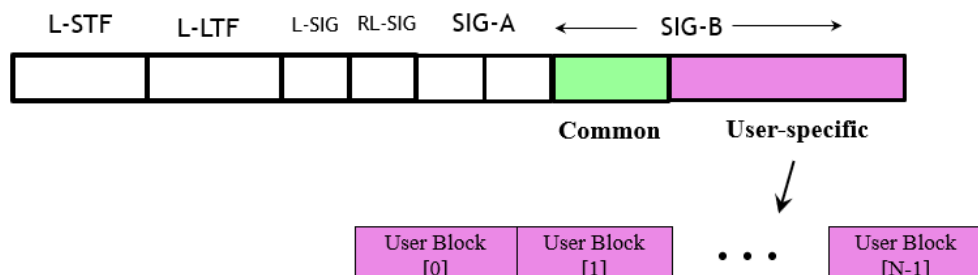 L-STF L-LTF L-SIG RL-SIG SIG-A SIG-B
Common User-specific
User Block User Block • • • User Block
[0] [1] [N-1]